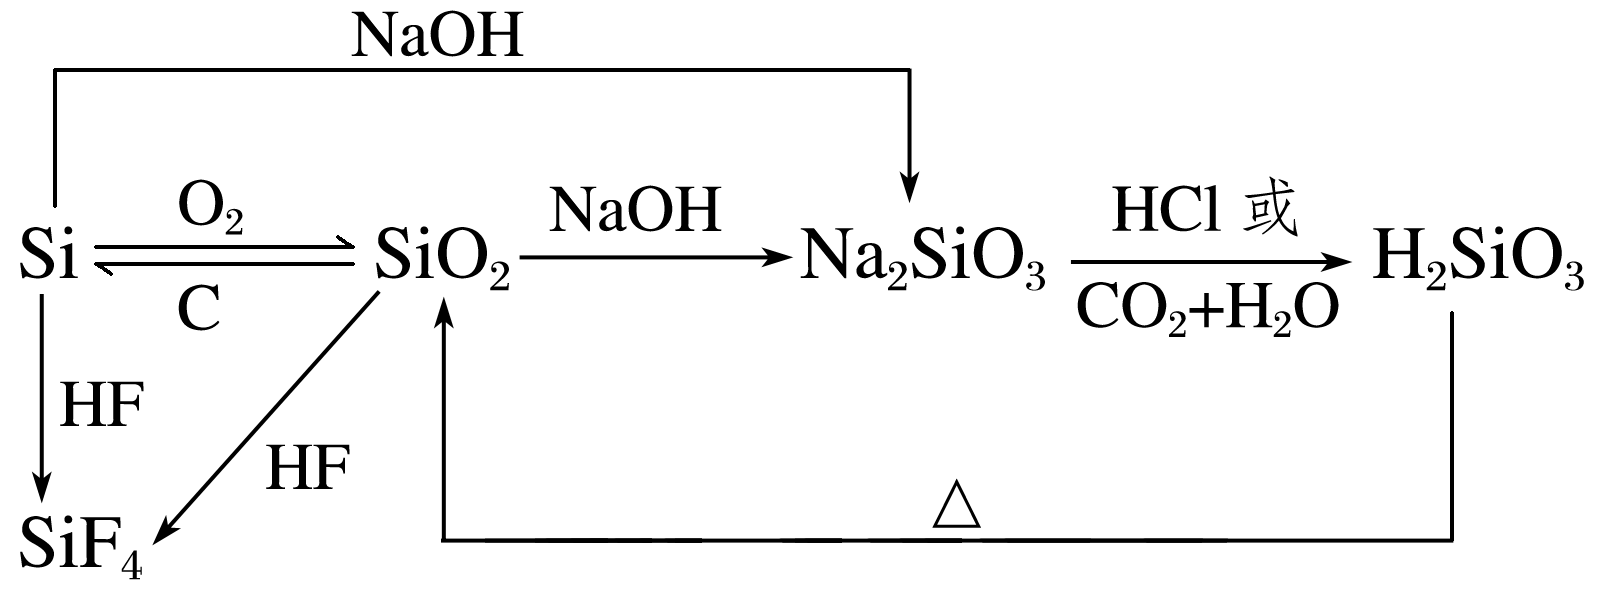 NaOH
O₂
NaOH
HCl 或
Si
SiO₂
Na₂SiO₃
H₂SiO₃
C
CO₂+H₂O
HF
HF
△
SiF₄